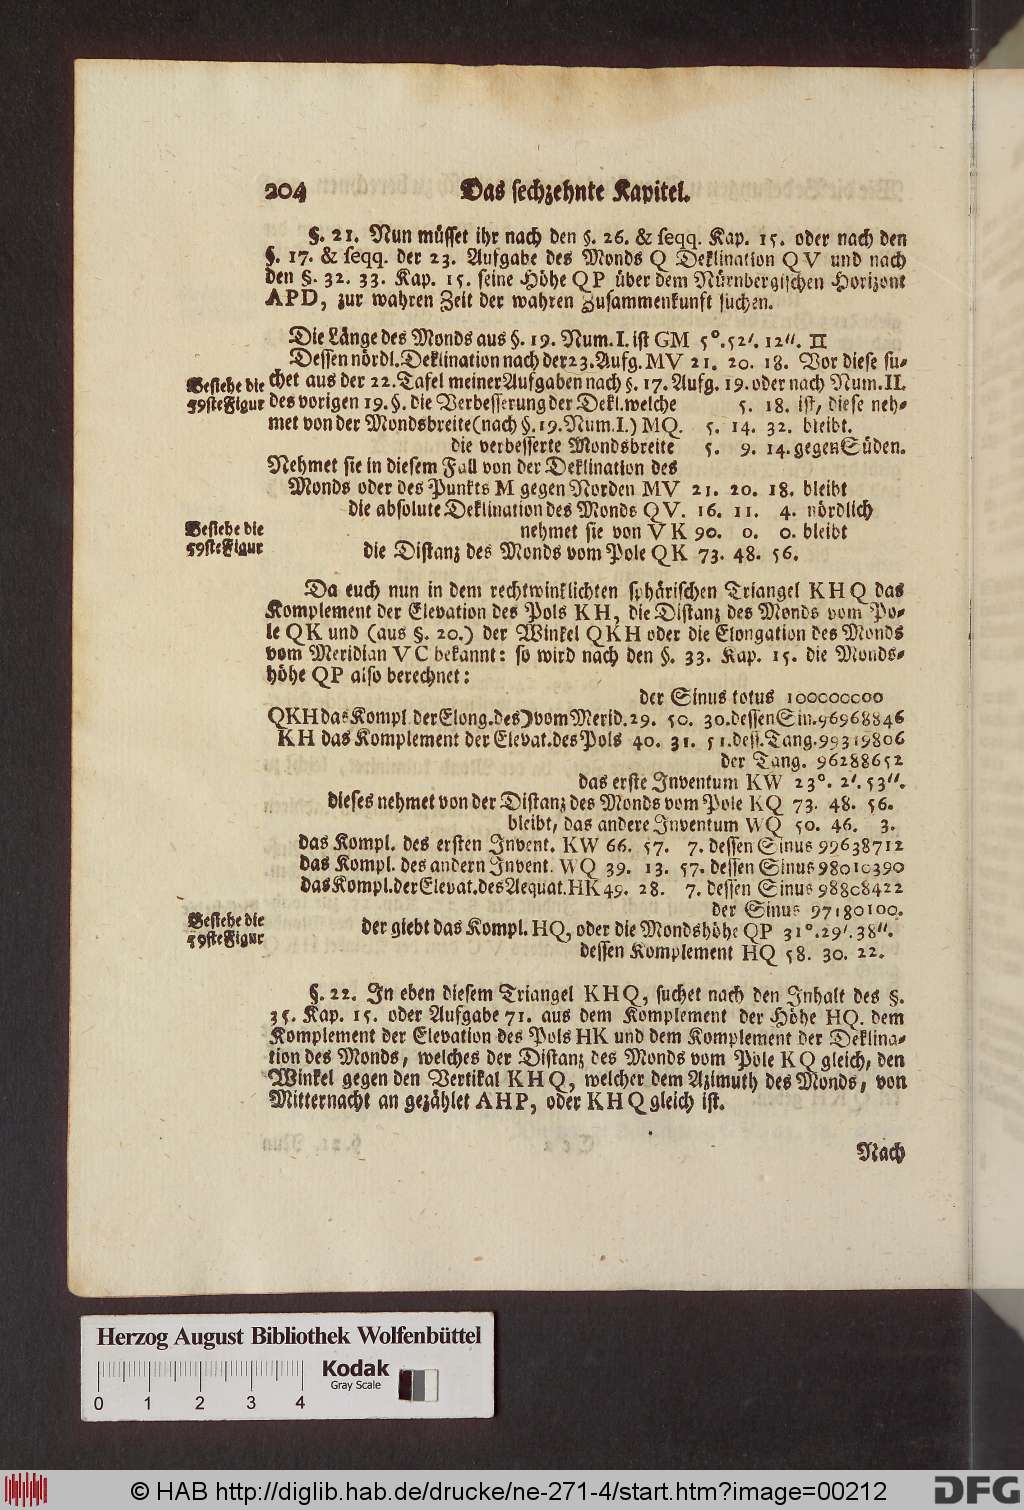 204 Das sechzehnte Kapitel.
§. 21. Nun müsset ihr nach den §. 26. & seqq. Kap. 15. oder nach den
§. 17. & seqq. der 23. Aufgabe des Monds Q Deklination QV und nach
den §. 32. 33. Kap. 15. seine Höhe QP über dem Nürnbergischen Horizont
APD, zur wahren Zeit der wahren Zusammenkunft suchen.
Die Länge des Monds aus §. 19. Num. I. ist GM 5°. 52′. 12″. ♊
Dessen nördl. Deklination nach der 23. Aufg. MV 21. 20. 18. Vor diese su-
Besiehe die
59ste Figur
chet aus der 22. Tafel meiner Aufgaben nach §. 17. Aufg. 19. oder nach Num. II.
des vorigen 19. §. die Verbesserung der Dekl. welche 5. 18. ist, diese neh-
met von der Mondsbreite (nach §. 19. Num. I.) MQ. 5. 14. 32. bleibt.
die verbesserte Mondsbreite 5. 9. 14. gegen Süden.
Nehmet sie in diesem Fall von der Deklination des
Monds oder des Punkts M gegen Norden MV 21. 20. 18. bleibt
die absolute Deklination des Monds QV. 16. 11. 4. nördlich
Besiehe die
59ste Figur
nehmet sie von VK 90. 0. 0. bleibt
die Distanz des Monds vom Pole QK 73. 48. 56.
Da euch nun in dem rechtwinklichten sphärischen Triangel KHQ das
Komplement der Elevation des Pols KH, die Distanz des Monds vom Po-
le QK und (aus §. 20.) der Winkel QKH oder die Elongation des Monds
vom Meridian VC bekannt: so wird nach den §. 33. Kap. 15. die Monds-
höhe QP also berechnet:
der Sinus totus 100000000
QKH das Kompl. der Elong. des ☽ vom Merid. 29. 50. 30. dessen Sin. 96968846
KH das Komplement der Elevat. des Pols 40. 31. 51. dess. Tang. 99319806
der Tang. 96288652
das erste Inventum KW 23°. 2′. 53″.
dieses nehmet von der Distanz des Monds vom Pole KQ 73. 48. 56.
bleibt, das andere Inventum WQ 50. 46. 3.
das Kompl. des ersten Invent. KW 66. 57. 7. dessen Sinus 99638712
das Kompl. des andern Invent. WQ 39. 13. 57. dessen Sinus 98010390
das Kompl. der Elevat. des Aequat. HK 49. 28. 7. dessen Sinus 98808422
der Sinus 97180100.
Besiehe die
59ste Figur
der giebt das Kompl. HQ, oder die Mondshöhe QP 31°. 29′. 38″.
dessen Komplement HQ 58. 30. 22.
§. 22. In eben diesem Triangel KHQ, suchet nach den Inhalt des §.
35. Kap. 15. oder Aufgabe 71. aus dem Komplement der Höhe HQ. dem
Komplement der Elevation des Pols HK und dem Komplement der Deklina-
tion des Monds, welches der Distanz des Monds vom Pole KQ gleich, den
Winkel gegen den Vertikal KHQ, welcher dem Azimuth des Monds, von
Mitternacht an gezählet AHP, oder KHQ gleich ist.
Nach
Herzog August Bibliothek Wolfenbüttel
Kodak
Gray Scale
0 1 2 3 4
© HAB http://diglib.hab.de/drucke/ne-271-4/start.htm?image=00212
DFG